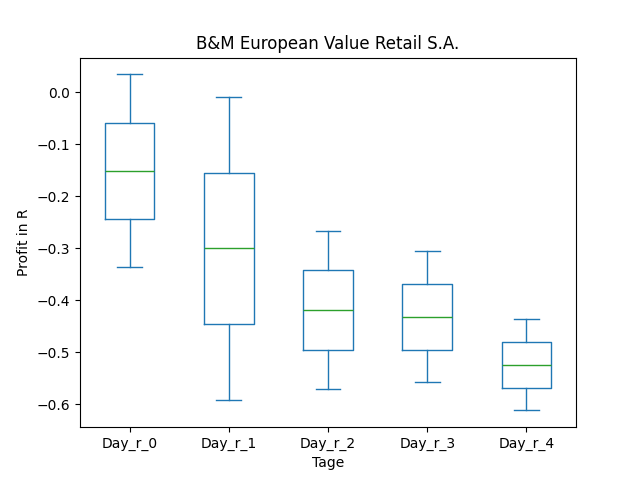 B&M European Value Retail S.A.
Profit in R
0.0
−0.1
−0.2
−0.3
−0.4
−0.5
−0.6
Day_r_0 Day_r_1 Day_r_2 Day_r_3 Day_r_4
Tage